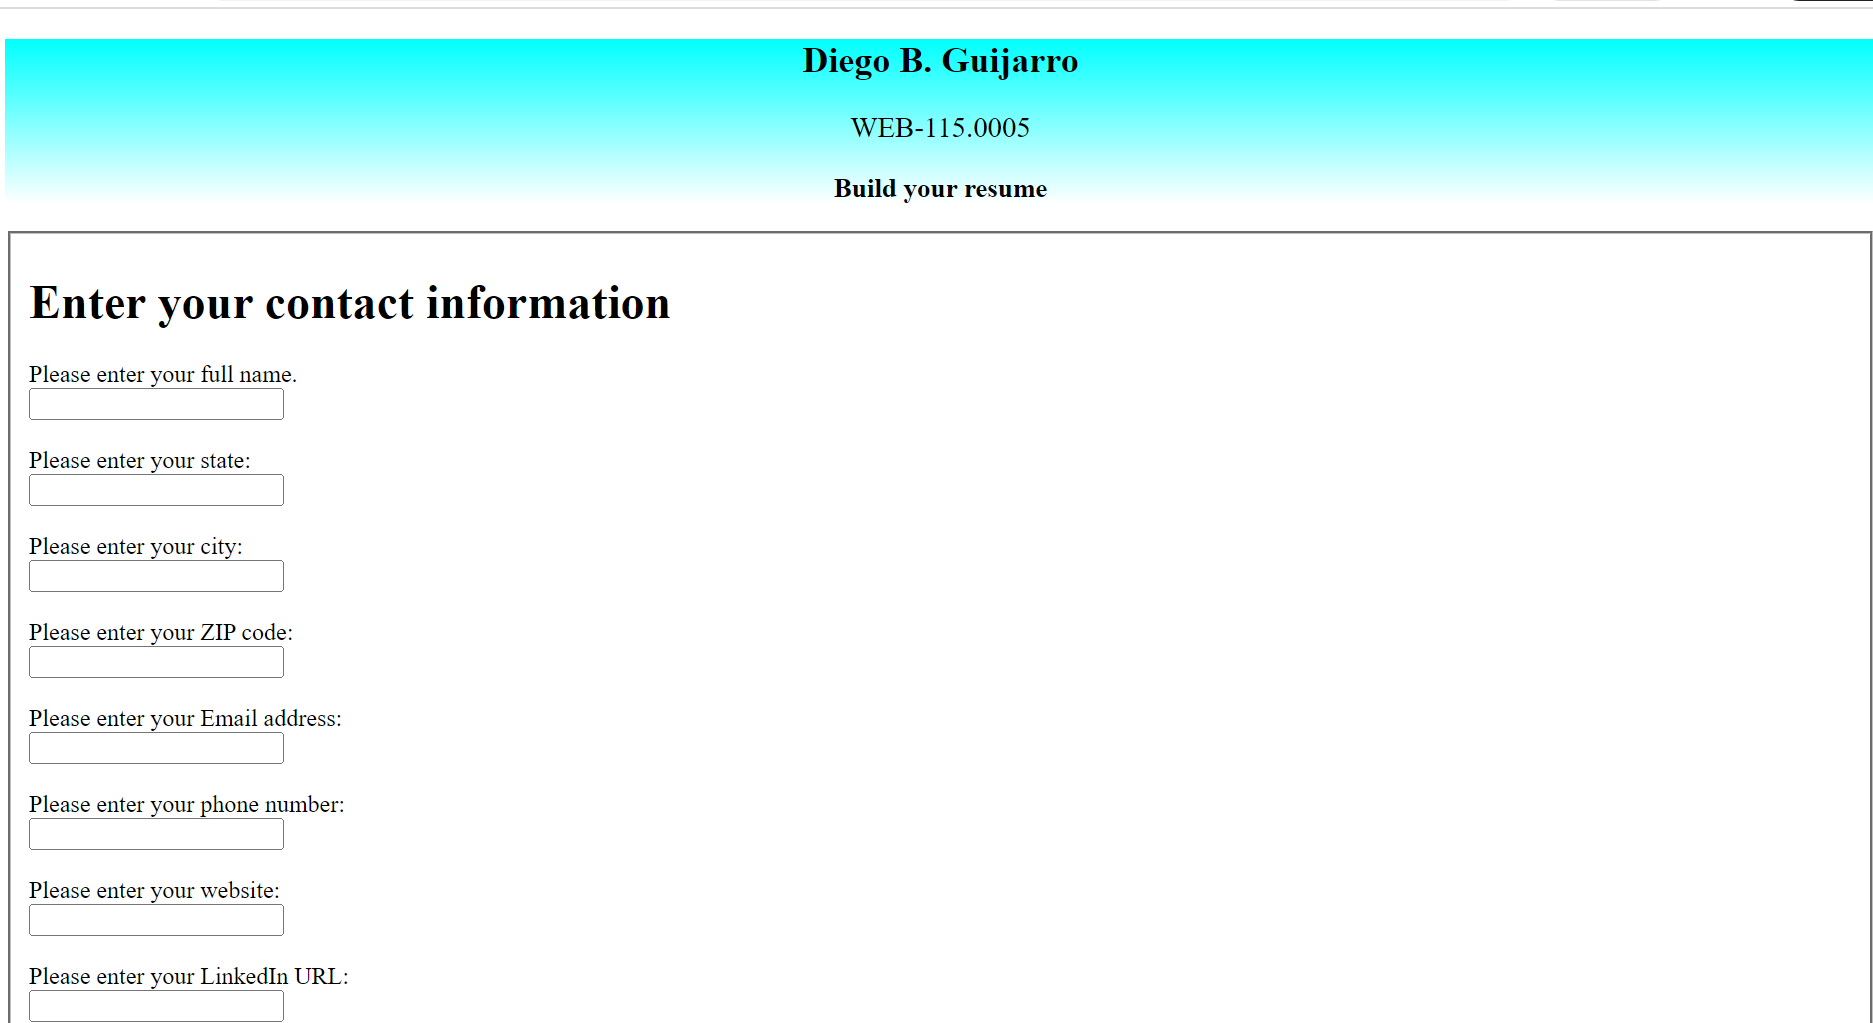 Diego B. Guijarro
WEB-115.0005
Build your resume
Enter your contact information
Please enter your full name.
Please enter your state:
Please enter your city:
Please enter your ZIP code:
Please enter your Email address:
Please enter your phone number:
Please enter your website:
Please enter your LinkedIn URL: